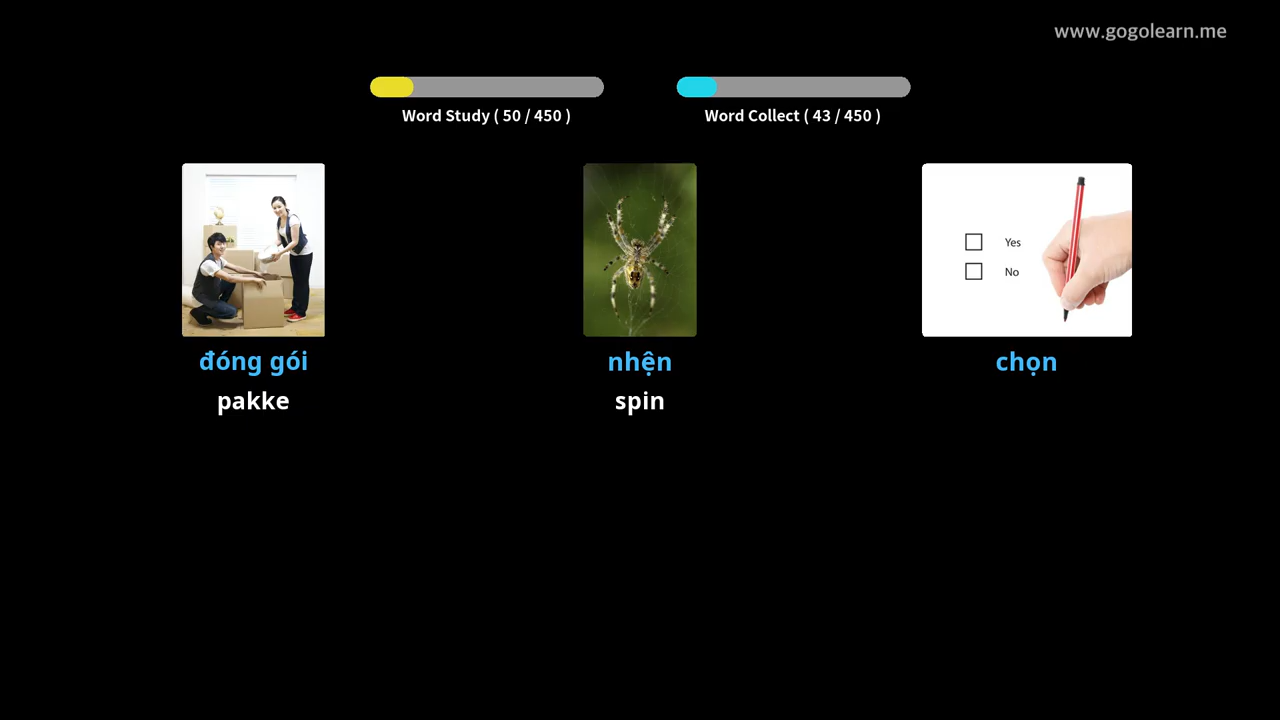 www.gogolearn.me
Word Study ( 50 / 450 )
Word Collect ( 43 / 450 )
Yes
No
đóng gói
nhện
chọn
pakke
spin